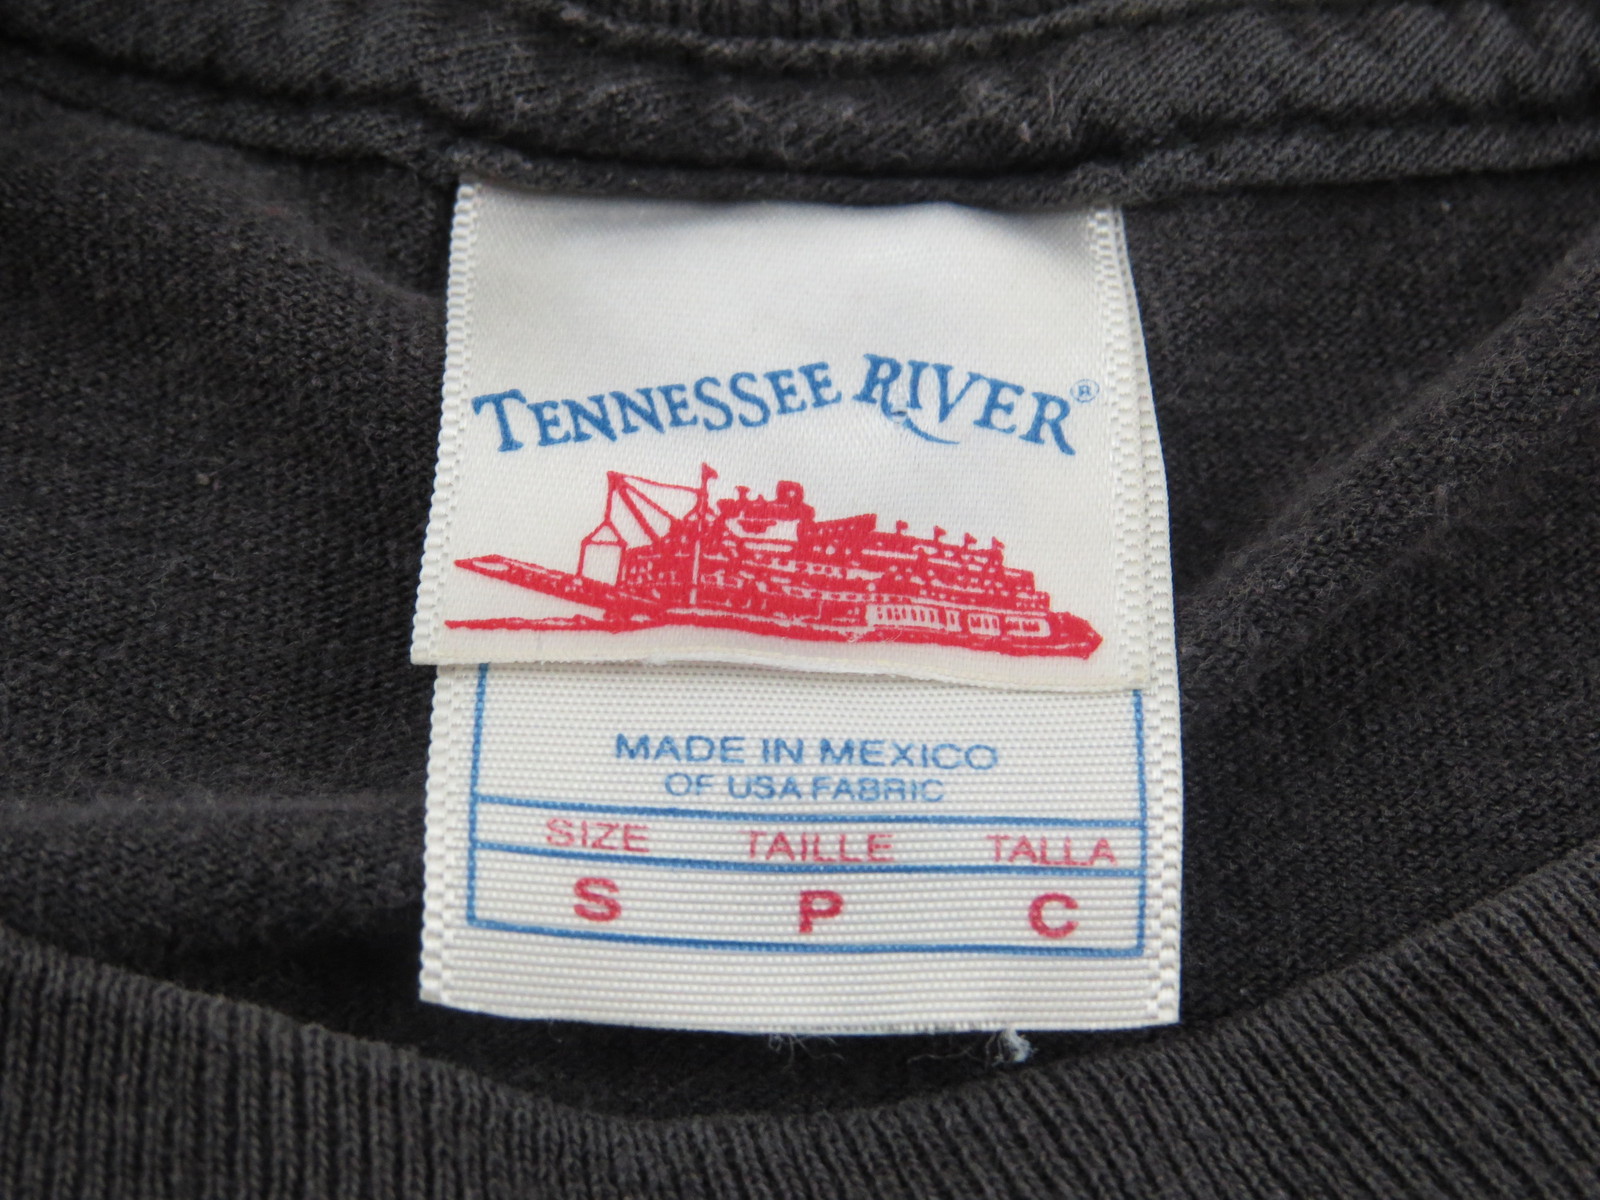 TENNESSEE RIVER®
MADE IN MEXICO
OF USA FABRIC
SIZE TAILLE TALLA
S P C